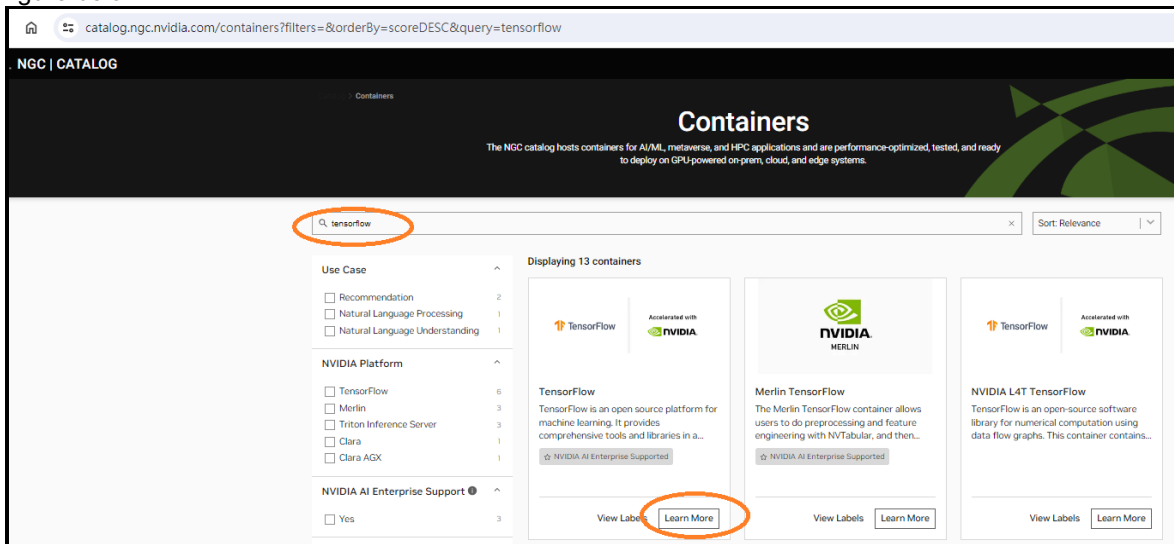 catalog.ngc.nvidia.com/containers?filters=&orderBy=scoreDESC&query=tensorflow
NGC | CATALOG
> Containers
Containers
The NGC catalog hosts containers for AI/ML, metaverse, and HPC applications and are performance-optimized, tested, and ready
to deploy on GPU-powered on-prem, cloud, and edge systems.
tensorflow
Sort: Relevance
Use Case
Recommendation 2
Natural Language Processing 1
Natural Language Understanding 1
NVIDIA Platform
TensorFlow 6
Merlin 3
Triton Inference Server 3
Clara 1
Clara AGX 1
NVIDIA AI Enterprise Support
Yes 3
Displaying 13 containers
TensorFlow
Accelerated with
NVIDIA
TensorFlow
TensorFlow is an open source platform for
machine learning. It provides
comprehensive tools and libraries in a...
NVIDIA AI Enterprise Supported
View Labels Learn More
NVIDIA.
MERLIN
Merlin TensorFlow
The Merlin TensorFlow container allows
users to do preprocessing and feature
engineering with NVTabular, and then...
NVIDIA AI Enterprise Supported
View Labels Learn More
TensorFlow
Accelerated with
NVIDIA
NVIDIA L4T TensorFlow
TensorFlow is an open-source software
library for numerical computation using
data flow graphs. This container contains...
View Labels Learn More